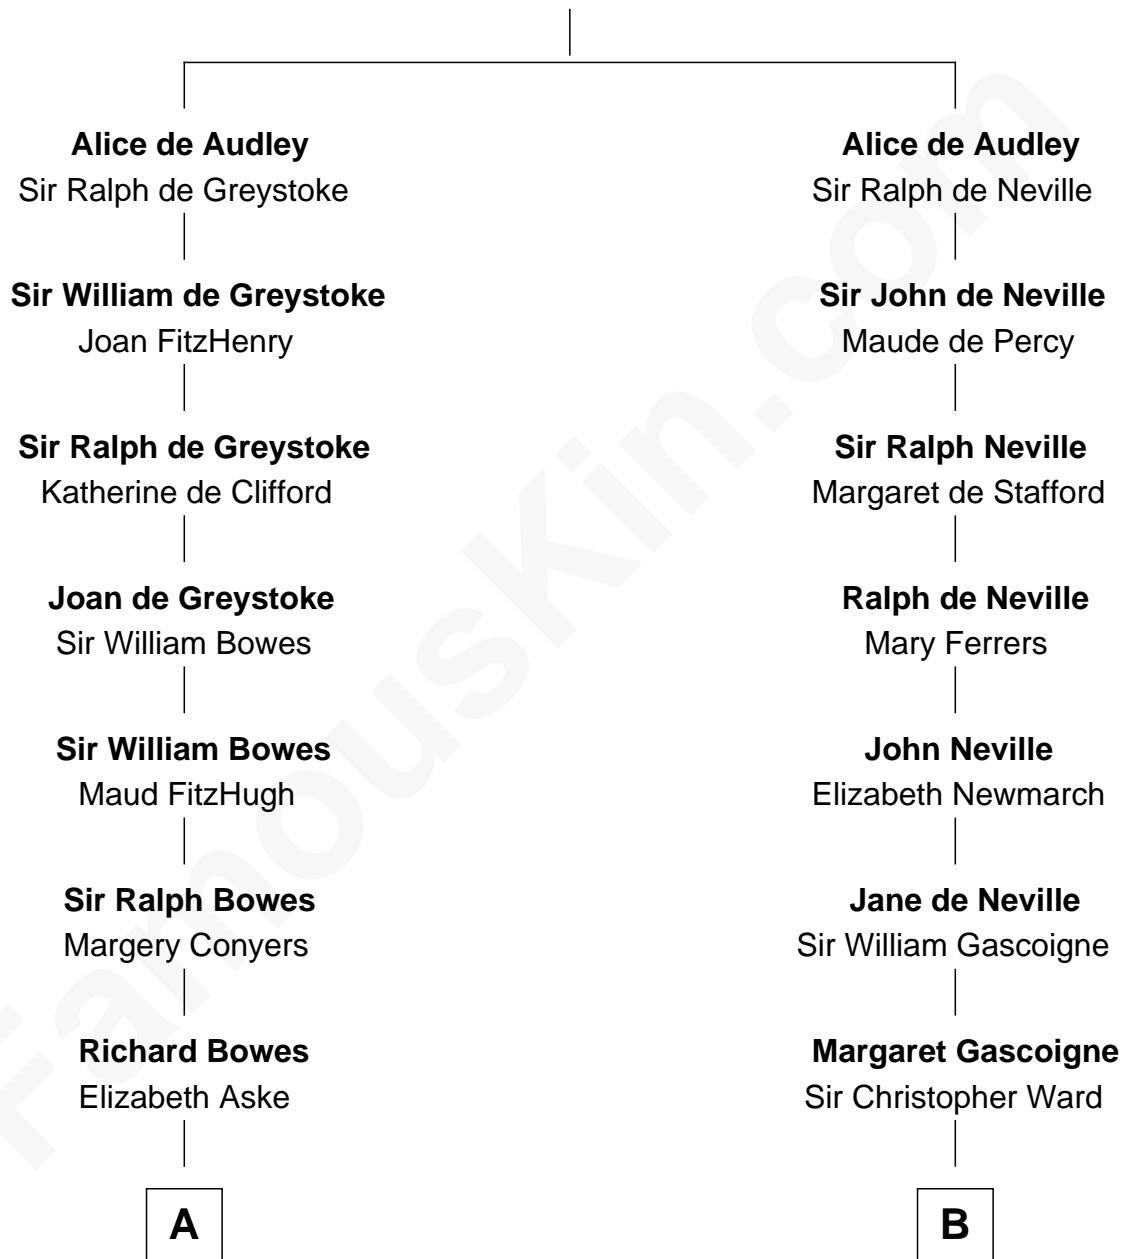 Alice de Audley
Sir Ralph de Greystoke
Sir William de Greystoke
Joan FitzHenry
Sir Ralph de Greystoke
Katherine de Clifford
Joan de Greystoke
Sir William Bowes
Sir William Bowes
Maud FitzHugh
Sir Ralph Bowes
Margery Conyers
Richard Bowes
Elizabeth Aske
A
Alice de Audley
Sir Ralph de Neville
Sir John de Neville
Maude de Percy
Sir Ralph Neville
Margaret de Stafford
Ralph de Neville
Mary Ferrers
John Neville
Elizabeth Newmarch
Jane de Neville
Sir William Gascoigne
Margaret Gascoigne
Sir Christopher Ward
B
FamousKin.com